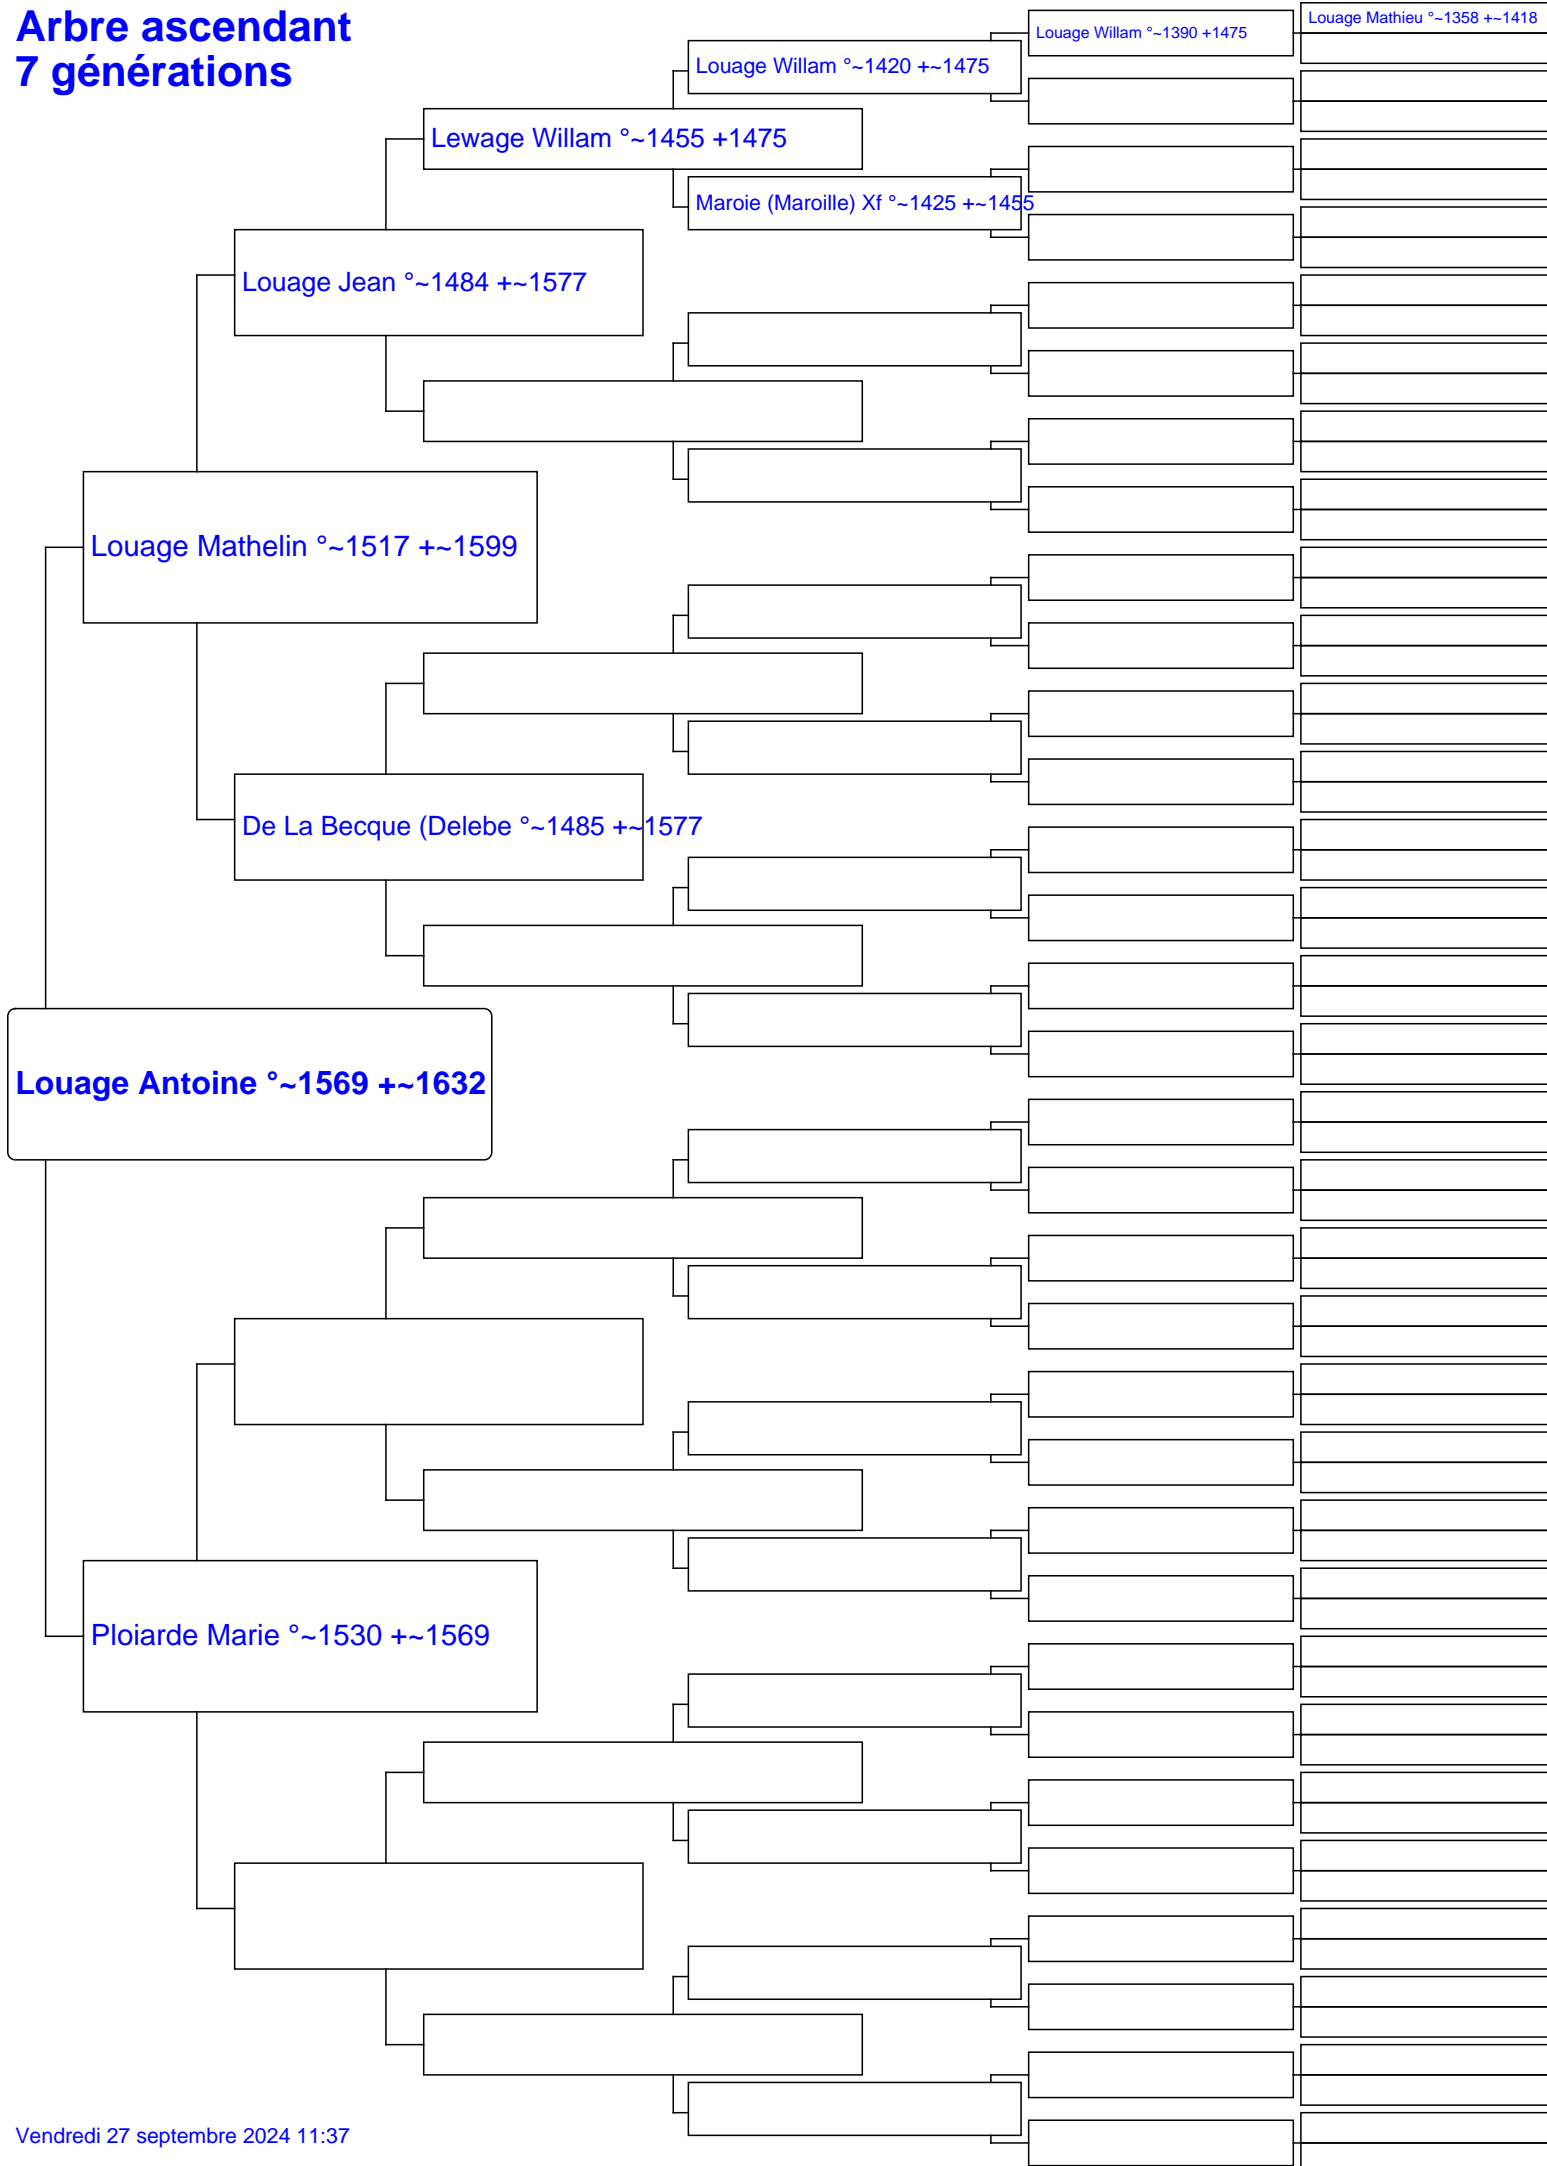 Arbre ascendant
7 générations
Louage Mathieu °~1358 +~1418
Louage Willam °~1390 +1475
Louage Willam °~1420 +~1475
Lewage Willam °~1455 +1475
Maroie (Maroille) Xf °~1425 +~1455
Louage Jean °~1484 +~1577
Louage Mathelin °~1517 +~1599
De La Becque (Delebe °~1485 +~1577
Louage Antoine °~1569 +~1632
Ploiarde Marie °~1530 +~1569
Vendredi 27 septembre 2024 11:37